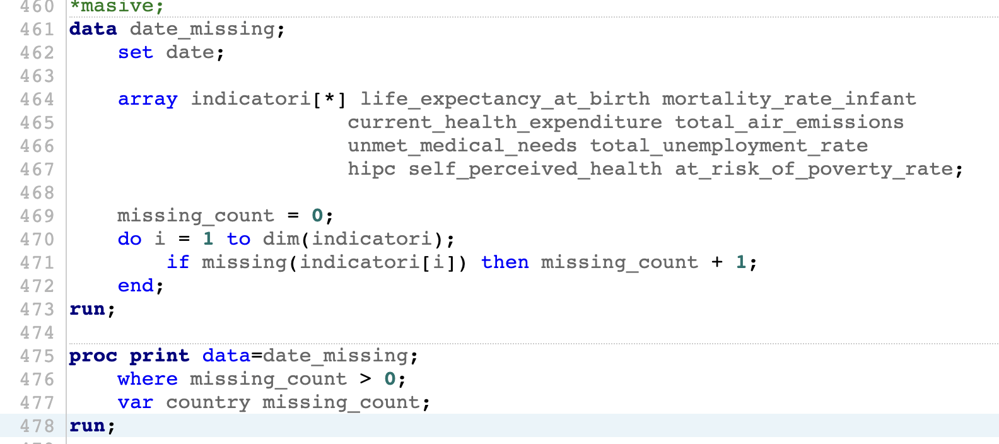 460 *masive;
461 data date_missing;
462     set date;
463
464     array indicatori[*] life_expectancy_at_birth mortality_rate_infant
465                        current_health_expenditure total_air_emissions
466                        unmet_medical_needs total_unemployment_rate
467                        hipc self_perceived_health at_risk_of_poverty_rate;
468
469     missing_count = 0;
470     do i = 1 to dim(indicatori);
471         if missing(indicatori[i]) then missing_count + 1;
472     end;
473 run;
474
475 proc print data=date_missing;
476     where missing_count > 0;
477     var country missing_count;
478 run;